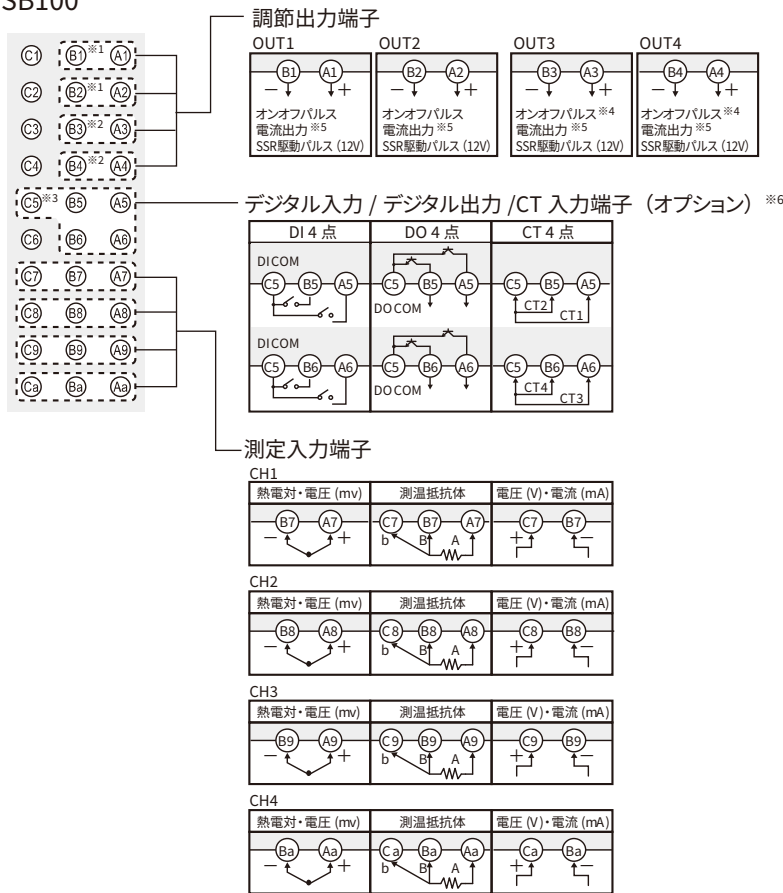 SB100
C1 B1※1 A1
C2 B2※1 A2
C3 B3※2 A3
C4 B4※2 A4
C5※3 B5 A5
C6 B6 A6
C7 B7 A7
C8 B8 A8
C9 B9 A9
Ca Ba Aa
調節出力端子
OUT1 OUT2 OUT3 OUT4
B1 A1 B2 A2 B3 A3 B4 A4
− + − + − + − +
オンオフパルス オンオフパルス オンオフパルス※4 オンオフパルス※4
電流出力※5 電流出力※5 電流出力※5 電流出力※5
SSR駆動パルス (12V) SSR駆動パルス (12V) SSR駆動パルス (12V) SSR駆動パルス (12V)
デジタル入力 / デジタル出力 /CT 入力端子（オプション）※6
DI 4 点 DO 4 点 CT 4 点
DICOM
C5 B5 A5 C5 B5 A5 C5 B5 A5
DOCOM CT2 CT1
DICOM
C5 B6 A6 C5 B6 A6 C5 B6 A6
DOCOM CT4 CT3
測定入力端子
CH1
熱電対・電圧 (mv) 測温抵抗体 電圧 (V)・電流 (mA)
B7 A7 C7 B7 A7 C7 B7
− + b B A + −
CH2
熱電対・電圧 (mv) 測温抵抗体 電圧 (V)・電流 (mA)
B8 A8 C8 B8 A8 C8 B8
− + b B A + −
CH3
熱電対・電圧 (mv) 測温抵抗体 電圧 (V)・電流 (mA)
B9 A9 C9 B9 A9 C9 B9
− + b B A + −
CH4
熱電対・電圧 (mv) 測温抵抗体 電圧 (V)・電流 (mA)
Ba Aa Ca Ba Aa Ca Ba
− + b B A + −